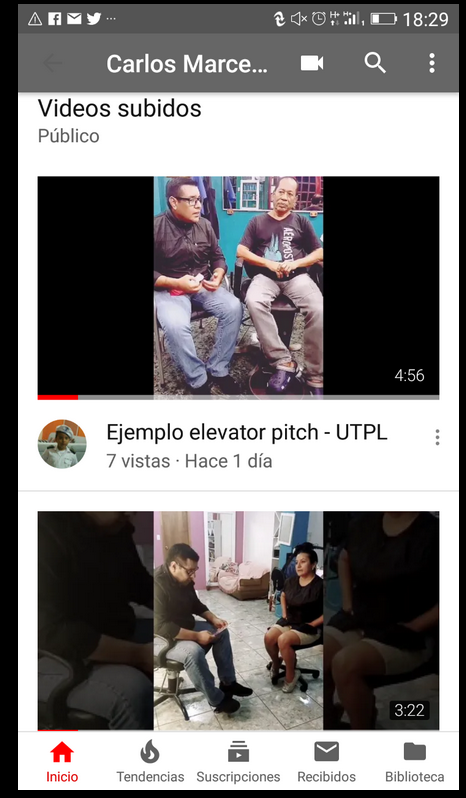 18:29
Carlos Marce...
Videos subidos
Público
AÉROPOST
4:56
Ejemplo elevator pitch - UTPL
7 vistas · Hace 1 día
3:22
Inicio Tendencias Suscripciones Recibidos Biblioteca